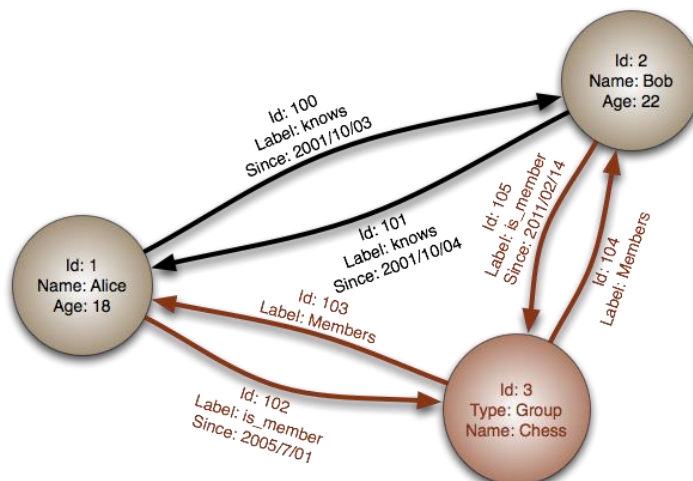 Id: 2
Name: Bob
Age: 22
Id: 100
Label: knows
Since: 2001/10/03
Id: 101
Label: knows
Since: 2001/10/04
Id: 105
Label: is_member
Since: 2011/02/14
Id: 104
Label: Members
Id: 1
Name: Alice
Age: 18
Id: 103
Label: Members
Id: 102
Label: is_member
Since: 2005/7/01
Id: 3
Type: Group
Name: Chess